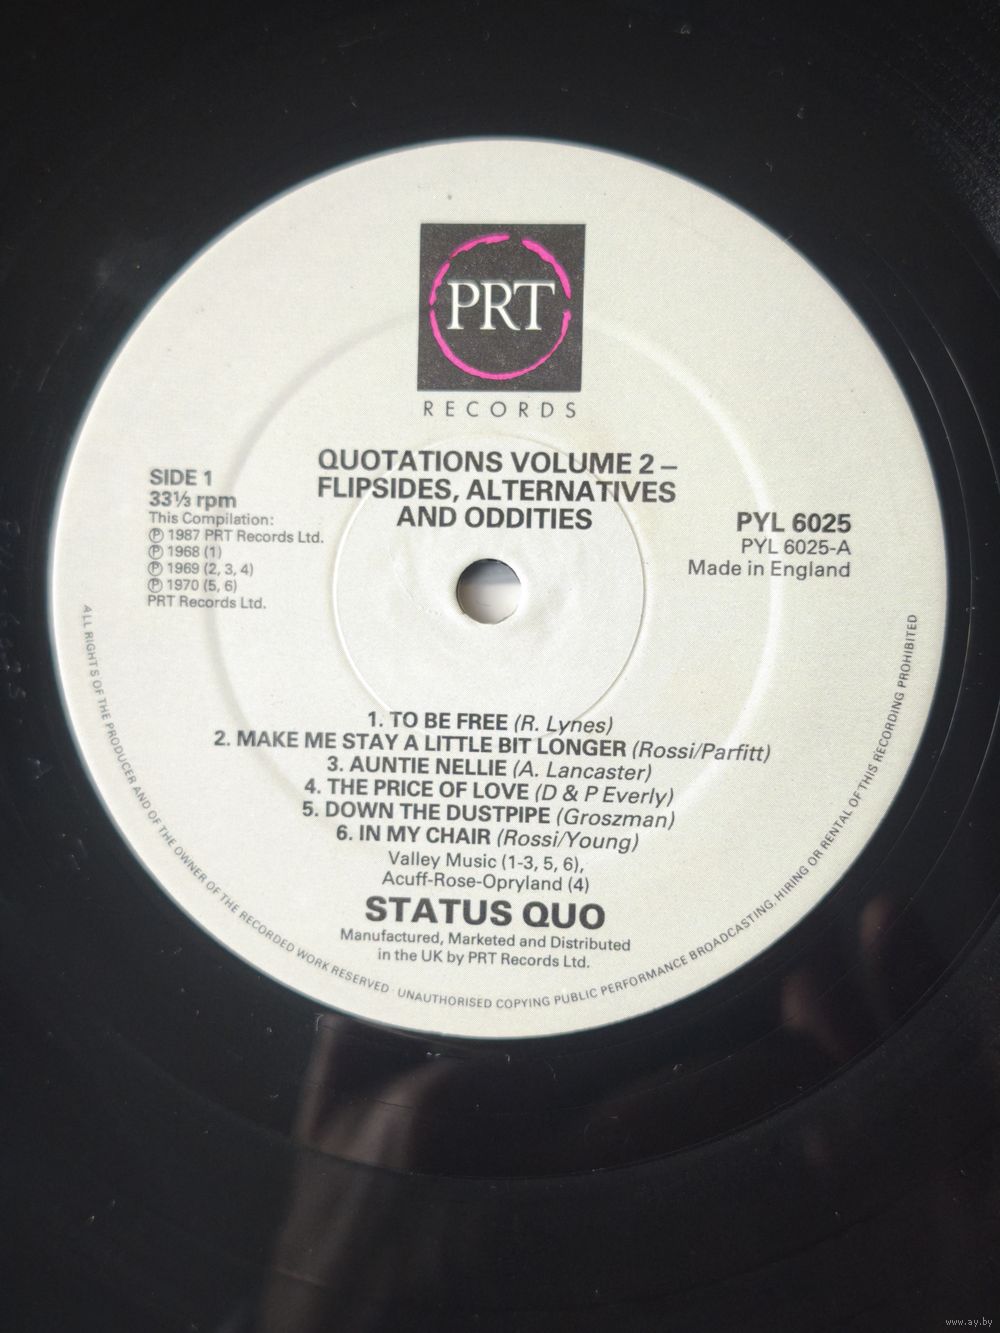 PRT
RECORDS
QUOTATIONS VOLUME 2 –
FLIPSIDES, ALTERNATIVES
AND ODDITIES
SIDE 1
33⅓ rpm
This Compilation:
℗ 1987 PRT Records Ltd.
℗ 1968 (1)
℗ 1969 (2, 3, 4)
℗ 1970 (5, 6)
PRT Records Ltd.
PYL 6025
PYL 6025-A
Made in England
1. TO BE FREE (R. Lynes)
2. MAKE ME STAY A LITTLE BIT LONGER (Rossi/Parfitt)
3. AUNTIE NELLIE (A. Lancaster)
4. THE PRICE OF LOVE (D & P Everly)
5. DOWN THE DUSTPIPE (Groszman)
6. IN MY CHAIR (Rossi/Young)
Valley Music (1-3, 5, 6),
Acuff-Rose-Opryland (4)
STATUS QUO
Manufactured, Marketed and Distributed
in the UK by PRT Records Ltd.
ALL RIGHTS OF THE PRODUCER AND OF THE OWNER OF THE RECORDED WORK RESERVED · UNAUTHORISED COPYING PUBLIC PERFORMANCE BROADCASTING, HIRING OR RENTAL OF THIS RECORDING PROHIBITED
www.ay.by